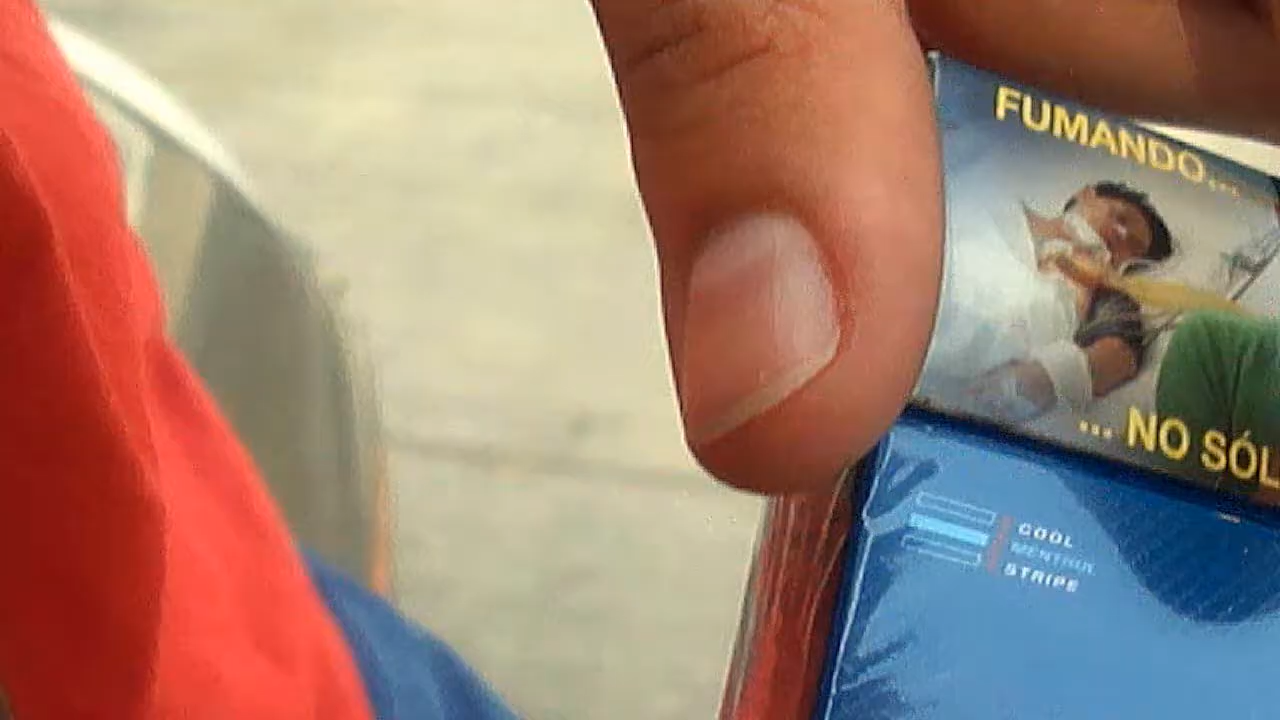 FUMANDO...
... NO SÓL
COOL
MENTHOL
STRIPE